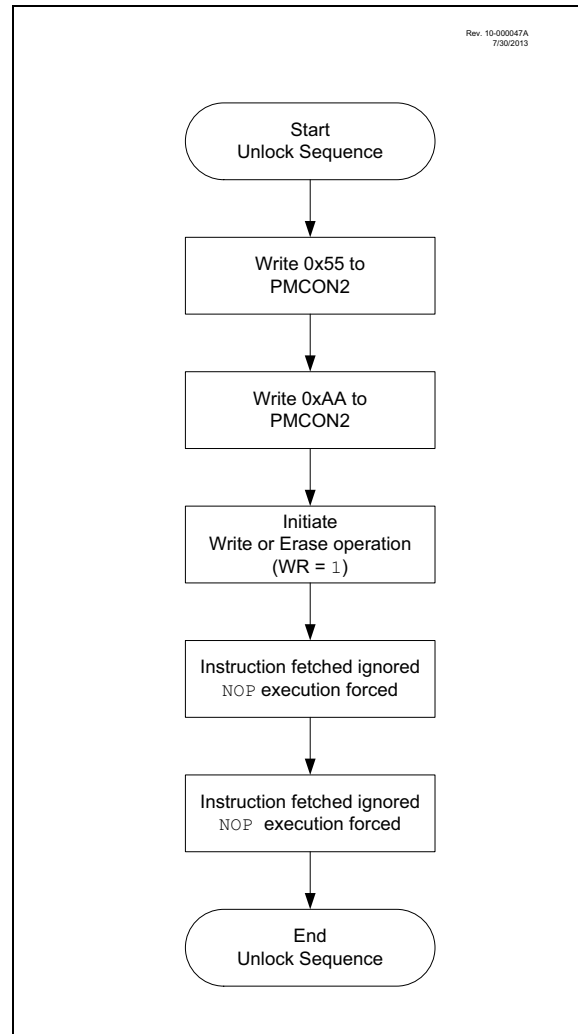 Rev. 10-000047A
7/30/2013
Start
Unlock Sequence
Write 0x55 to
PMCON2
Write 0xAA to
PMCON2
Initiate
Write or Erase operation
(WR = 1)
Instruction fetched ignored
NOP execution forced
Instruction fetched ignored
NOP execution forced
End
Unlock Sequence